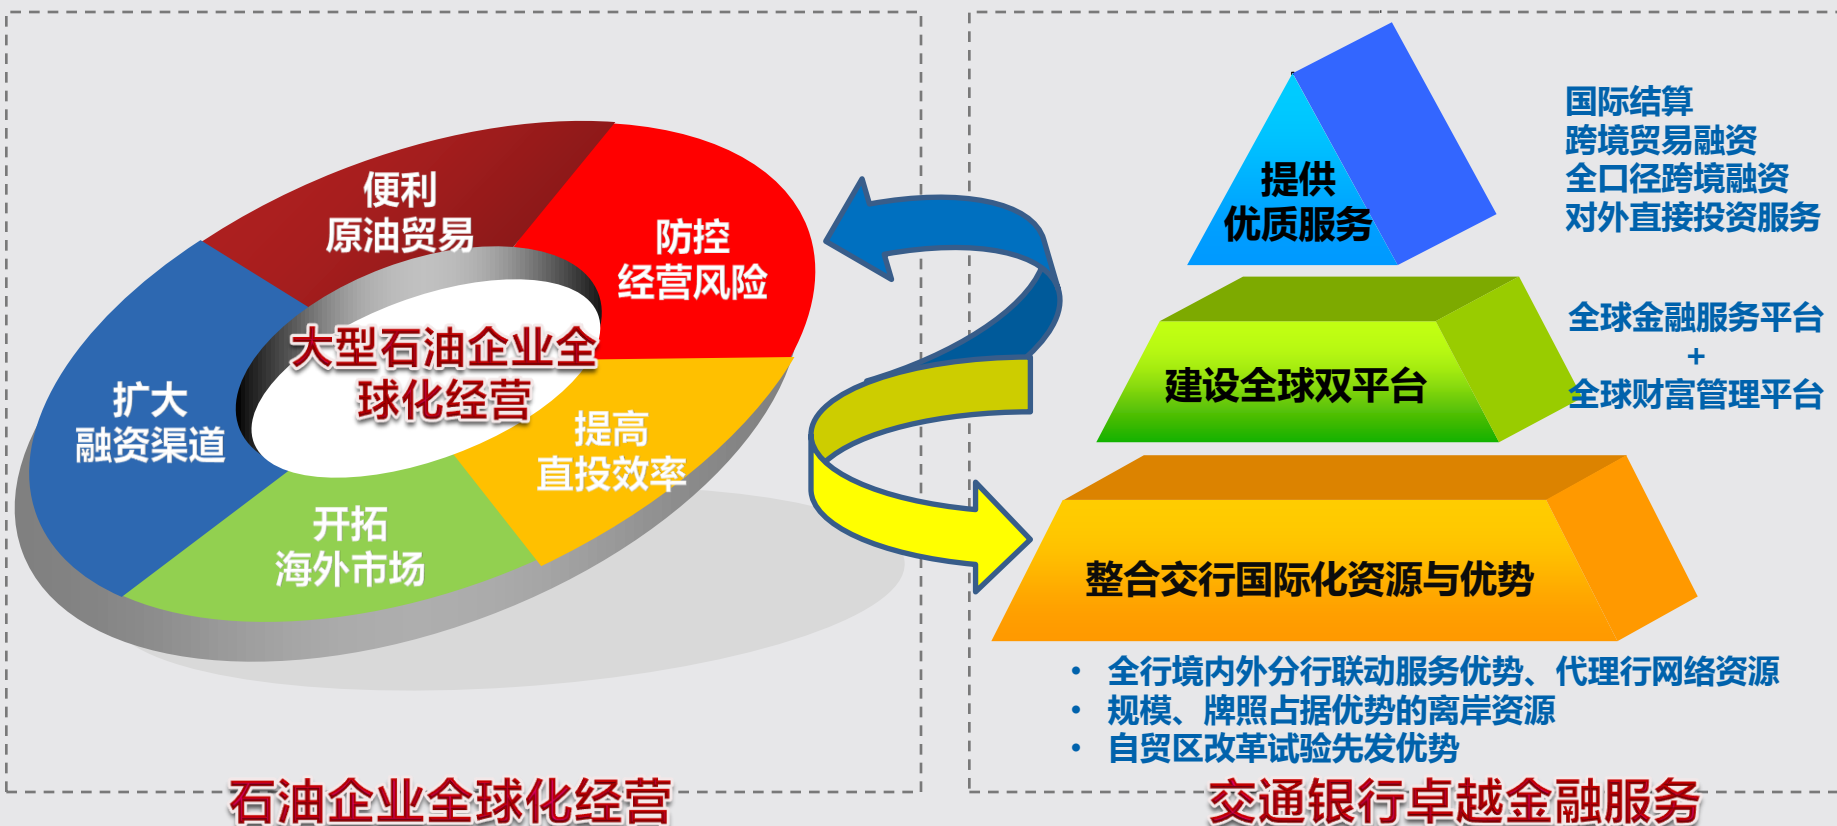 便利
原油贸易
防控
经营风险
大型石油企业全
球化经营
扩大
融资渠道
提高
直投效率
开拓
海外市场
石油企业全球化经营
提供
优质服务
国际结算
跨境贸易融资
全口径跨境融资
对外直接投资服务
建设全球双平台
全球金融服务平台
+
全球财富管理平台
整合交行国际化资源与优势
• 全行境内外分行联动服务优势、代理行网络资源
• 规模、牌照占据优势的离岸资源
• 自贸区改革试验先发优势
交通银行卓越金融服务